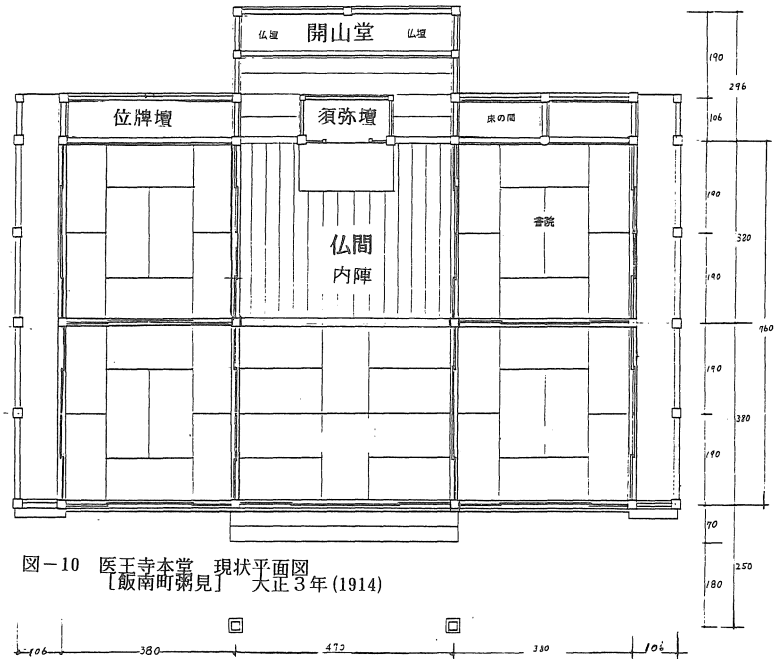 仏壇 開山堂 仏壇
位牌壇
須弥壇
床の間
書院
仏間
内陣
図-10 医王寺本堂 現状平面図
[飯南町粥見] 大正3年(1914)
190
296
106
190
320
190
760
190
380
190
70
250
180
106 380 470 380 106